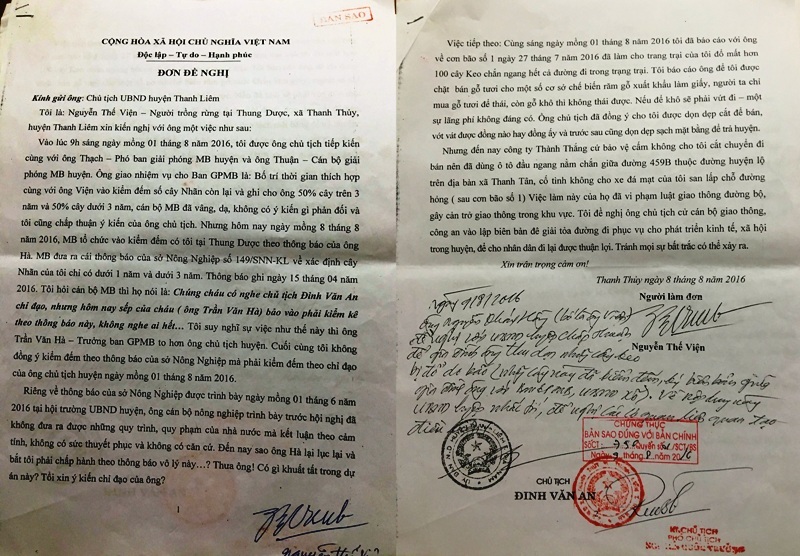 BẢN SAO
CỘNG HÒA XÃ HỘI CHỦ NGHĨA VIỆT NAM
Độc lập – Tự do – Hạnh phúc
ĐƠN ĐỀ NGHỊ
Kính gửi ông: Chủ tịch UBND huyện Thanh Liêm
Tôi là: Nguyễn Thế Viện – Người trồng rừng tại Thung Dược, xã Thanh Thủy,
huyện Thanh Liêm xin kiến nghị với ông một việc như sau:
Vào lúc 9h sáng ngày mồng 01 tháng 8 năm 2016, tôi được ông chủ tịch tiếp kiến
cùng với ông Thạch – Phó ban giải phóng MB huyện và ông Thuận – Cán bộ giải
phóng MB huyện. Ông giao nhiệm vụ cho Ban GPMB là: Bố trí thời gian thích hợp
cùng với ông Viện vào kiểm đếm số cây Nhãn còn lại và ghi cho ông 50% cây trên 3
năm và 50% cây dưới 3 năm, cán bộ MB đã vâng, dạ, không có ý kiến gì phản đối và
tôi cũng chấp thuận ý kiến của ông chủ tịch. Nhưng hôm nay ngày mồng 8 tháng 8
năm 2016, MB tổ chức vào kiểm đếm có tôi tại Thung Dược theo thông báo của ông
Hà. MB đưa ra cái thông báo của sở Nông Nghiệp số 149/SNN-KL về xác định cây
Nhãn của tôi chỉ có dưới 1 năm và dưới 3 năm. Thông báo ghi ngày 15 tháng 04 năm
2016. Tôi hỏi cán bộ MB thì họ nói là: Chúng cháu có nghe chủ tịch Đinh Văn An
chỉ đạo, nhưng hôm nay sếp của cháu ( ông Trần Văn Hà) bảo vào phải kiểm kê
theo thông báo này, không nghe ai hết… Tôi suy nghĩ sự việc như thế này thì ông
Trần Văn Hà – Trưởng ban GPMB to hơn ông chủ tịch huyện. Cuối cùng tôi không
đồng ý kiểm đếm theo thông báo của sở Nông Nghiệp mà phải kiểm đếm theo chỉ đạo
của ông chủ tịch huyện ngày mồng 01 tháng 8 năm 2016.
Riêng về thông báo của sở Nông Nghiệp được trình bày ngày mồng 01 tháng 6 năm
2016 tại hội trường UBND huyện, ông cán bộ nông nghiệp trình bày trước hội nghị đã
không đưa ra được những quy trình, quy phạm của nhà nước mà kết luận theo cảm
tính, không có sức thuyết phục và không có căn cứ. Đến nay sao ông Hà lại lục lại và
bắt tôi phải chấp hành theo thông báo vô lý này…? Thưa ông! Có gì khuất tất trong dự
án này? Tôi xin ý kiến chỉ đạo của ông?
1
Việc tiếp theo: Cùng sáng ngày mồng 01 tháng 8 năm 2016 tôi đã báo cáo với ông
về cơn bão số 1 ngày 27 tháng 7 năm 2016 đã làm cho trang trại của tôi đổ mất hơn
100 cây Keo chắn ngang hết cả đường đi trong trạng trại. Tôi báo cáo ông để tôi được
chặt bán gỗ tươi cho một số cơ sở chế biến răm gỗ xuất khẩu làm giấy, người ta chỉ
mua gỗ tươi để thái, còn gỗ khô thì không thái được. Nếu để khô sẽ phải vứt đi – một
sự lãng phí không đáng có. Ông chủ tịch đã đồng ý cho tôi được dọn dẹp cắt để bán,
vớt vát được đồng nào hay đồng ấy và trước sau cũng dọn dẹp sạch mặt bằng để trả huyện.
Nhưng đến nay công ty Thành Thắng cử bảo vệ cấm không cho tôi cắt chuyển đi
bán nên đã dùng ô tô đầu ngang nằm chắn giữa đường 459B thuộc đường huyện lộ
trên địa bàn xã Thanh Tân, cố tình không cho xe đá mạt của tôi san lấp chỗ đường
hỏng ( sau cơn bão số 1) Việc làm này của họ đã vi phạm luật giao thông đường bộ,
gây cản trở giao thông trong khu vực. Tôi đề nghị ông chủ tịch cử cán bộ giao thông,
công an vào lập biên bản để giải tỏa đường đi phục vụ cho phát triển kinh tế, xã hội
trong huyện, để cho nhân dân đi lại được thuận lợi. Tránh mọi sự bất trắc có thể xảy ra.
Xin trân trọng cảm ơn!
Thanh Thủy ngày 8 tháng 8 năm 2016
Người làm đơn
Nguyễn Thế Viện
Ngày 9/8/2016
CHỨNG THỰC
BẢN SAO ĐÚNG VỚI BẢN CHÍNH
CHỦ TỊCH
ĐINH VĂN AN
KT.CHỦ TỊCH
PHÓ CHỦ TỊCH